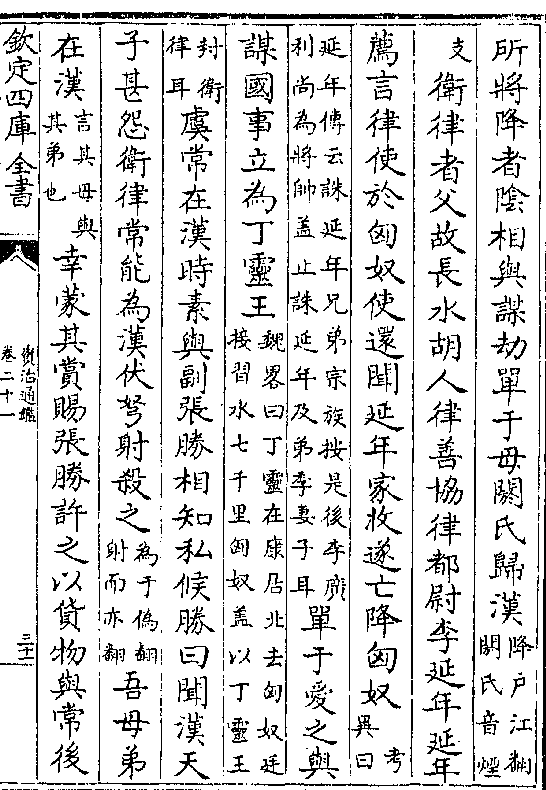 所將降者隂相與謀劫單于母閼氏歸漢降户江翻閼氏音煙
支衛律者父故長水胡人律善協律都尉李延年延年
薦言律使於匈奴使還聞延年家收遂亡降匈奴考異曰
延年傳云誅延年兄弟宗族按是後李廣利尚為將帥蓋止誅延年及弟季妻子耳單于愛之與
謀國事立為丁靈王魏畧曰丁靈在康居北去匈奴庭接習水七千里匈奴蓋以丁靈王
封衛律耳虞常在漢時素與副張勝相知私候勝曰聞漢天
子甚怨衛律常能為漢伏弩射殺之為于偽翻射而亦翻吾母弟
在漢言其母與其弟也幸蒙其賞賜張勝許之以貨物與常後
欽定四庫全書
資治通鑑
卷二十一
三十一